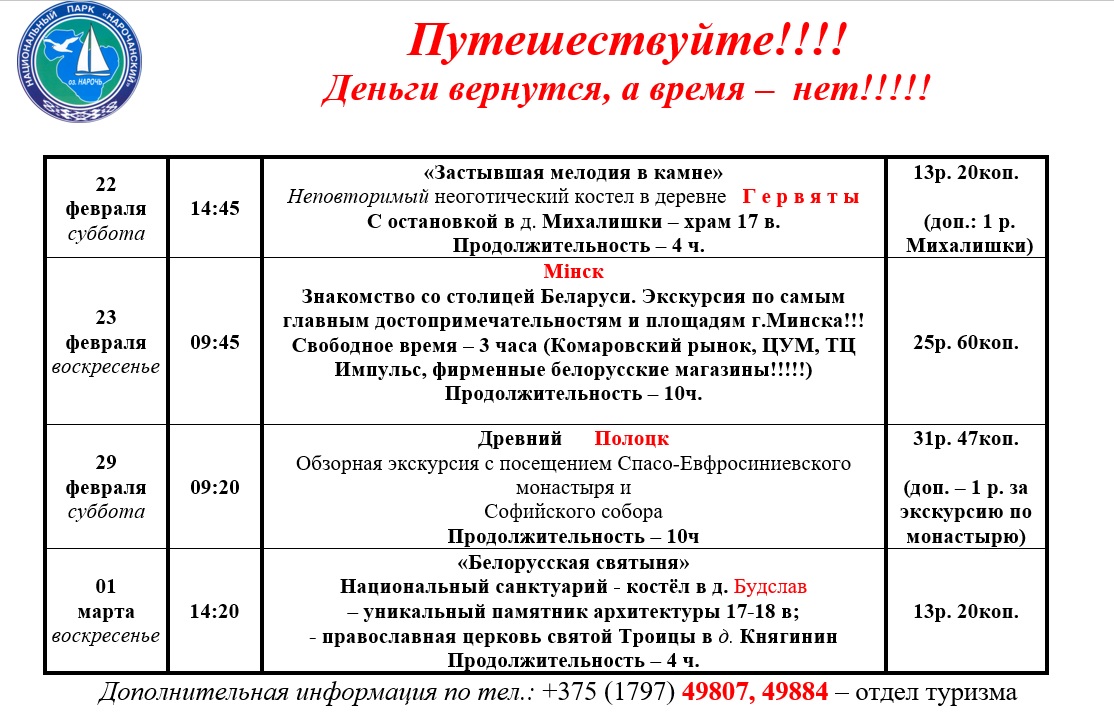 НАЦИОНАЛЬНЫЙ ПАРК «НАРОЧАНСКИЙ»
оз. НАРОЧЬ
Путешествуйте!!!!
Деньги вернутся, а время – нет!!!!!
22
февраля
суббота
14:45
«Застывшая мелодия в камне»
Неповторимый неоготический костел в деревне Г е р в я т ы
С остановкой в д. Михалишки – храм 17 в.
Продолжительность – 4 ч.
13р. 20коп.
(доп.: 1 р.
Михалишки)
23
февраля
воскресенье
09:45
Мінск
Знакомство со столицей Беларуси. Экскурсия по самым
главным достопримечательностям и площадям г.Минска!!!
Свободное время – 3 часа (Комаровский рынок, ЦУМ, ТЦ
Импульс, фирменные белорусские магазины!!!!!)
Продолжительность – 10ч.
25р. 60коп.
29
февраля
суббота
09:20
Древний Полоцк
Обзорная экскурсия с посещением Спасо-Евфросиниевского
монастыря и
Софийского собора
Продолжительность – 10ч
31р. 47коп.
(доп. – 1 р. за
экскурсию по
монастырю)
01
марта
воскресенье
14:20
«Белорусская святыня»
Национальный санктуарий - костёл в д. Будслав
– уникальный памятник архитектуры 17-18 в;
- православная церковь святой Троицы в д. Княгинин
Продолжительность – 4 ч.
13р. 20коп.
Дополнительная информация по тел.: +375 (1797) 49807, 49884 – отдел туризма